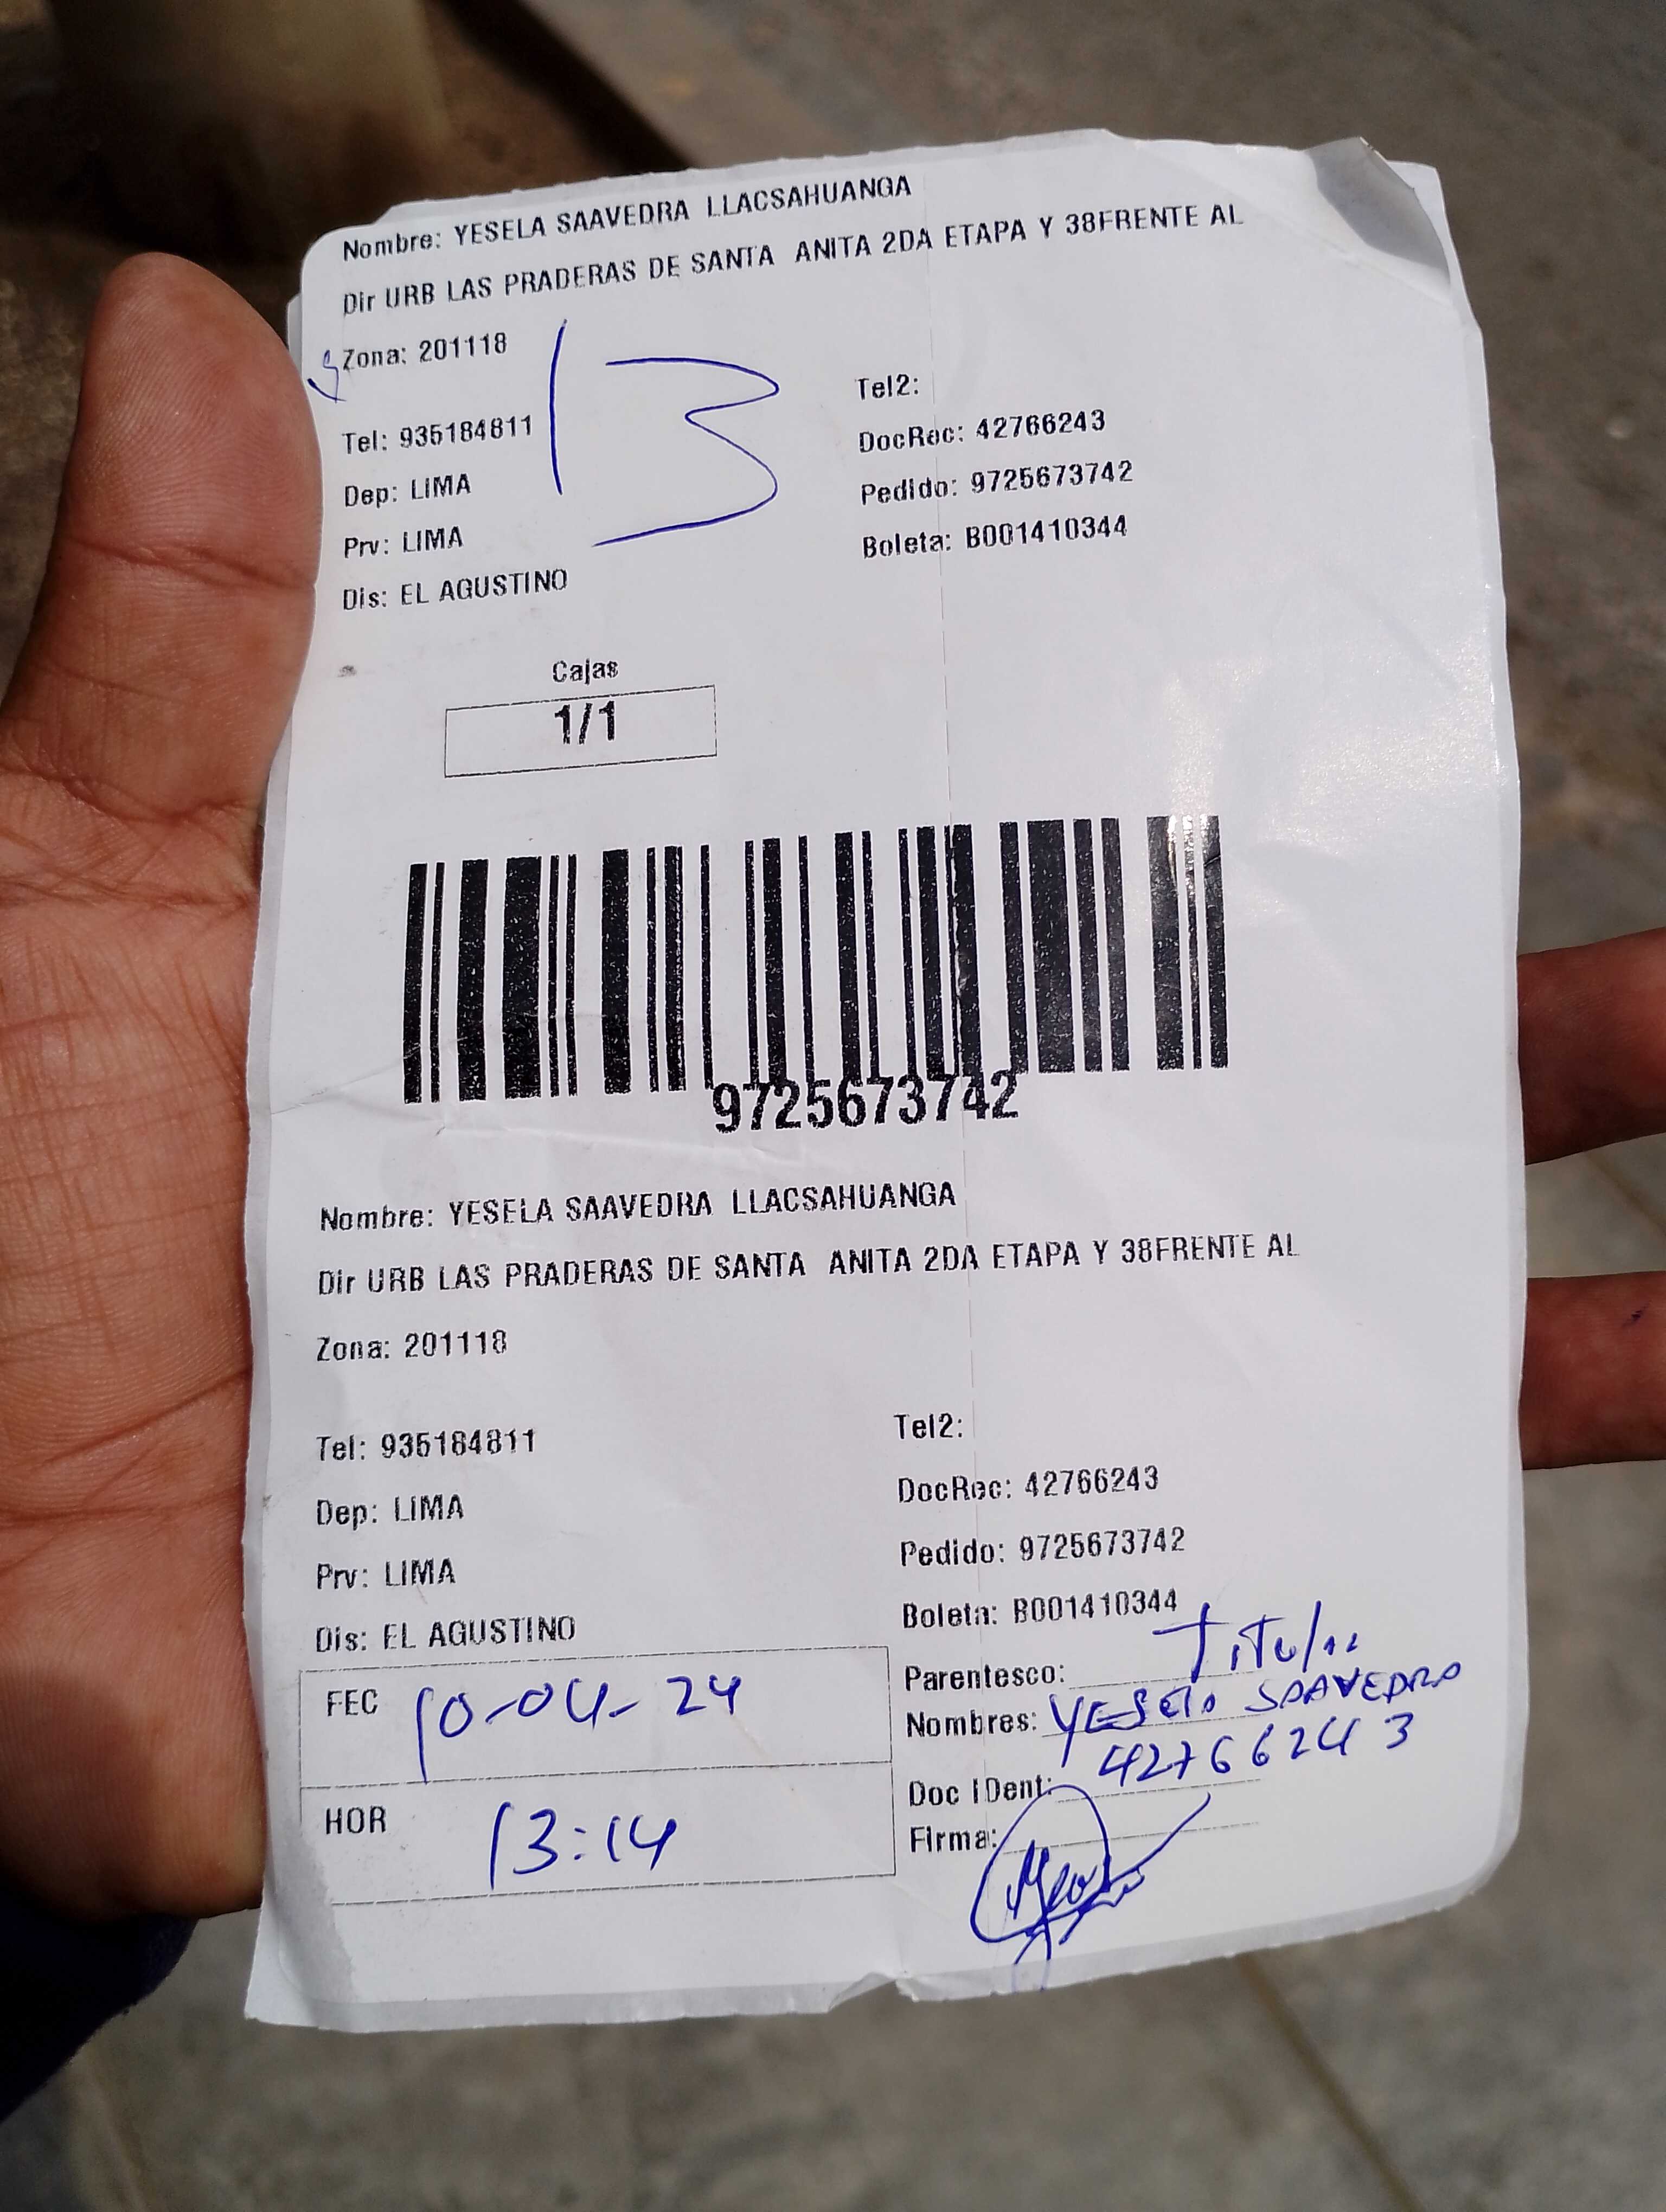 Nombre: YESELA SAAVEDRA LLACSAHUANGA
Dir URB LAS PRADERAS DE SANTA ANITA 2DA ETAPA Y 38FRENTE AL
Zona: 201118
13
Tel2:
Tel: 935184811
DocRec: 42766243
Dep: LIMA
Pedido: 9725673742
Prv: LIMA
Boleta: B001410344
Dis: EL AGUSTINO
Cajas
1/1
9725673742
Nombre: YESELA SAAVEDRA LLACSAHUANGA
Dir URB LAS PRADERAS DE SANTA ANITA 2DA ETAPA Y 38FRENTE AL
Zona: 201118
Tel2:
Tel: 935184811
DocRec: 42766243
Dep: LIMA
Pedido: 9725673742
Prv: LIMA
Boleta: B001410344
Dis: EL AGUSTINO
Parentesco: Titular
FEC 10-04-24
Nombres: YESELA SAAVEDRA
Doc IDent: 42766243
HOR 13:14
Firma: